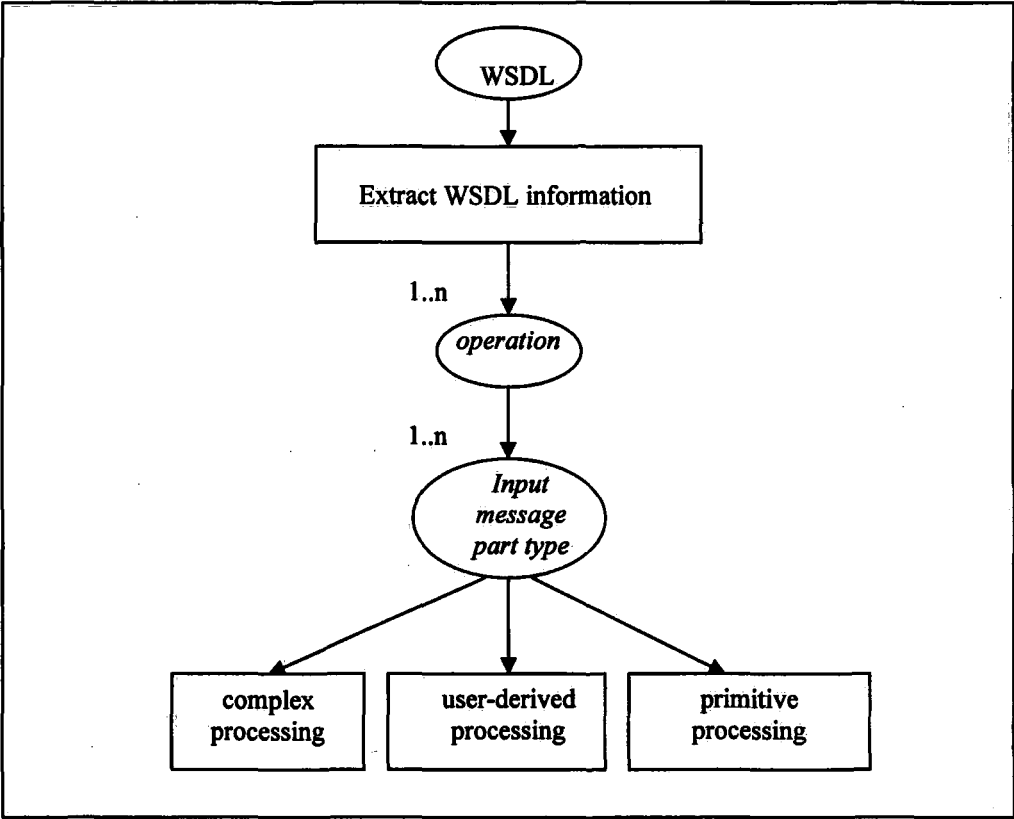 WSDL
Extract WSDL information
1..n
operation
1..n
Input
message
part type
complex
processing
user-derived
processing
primitive
processing